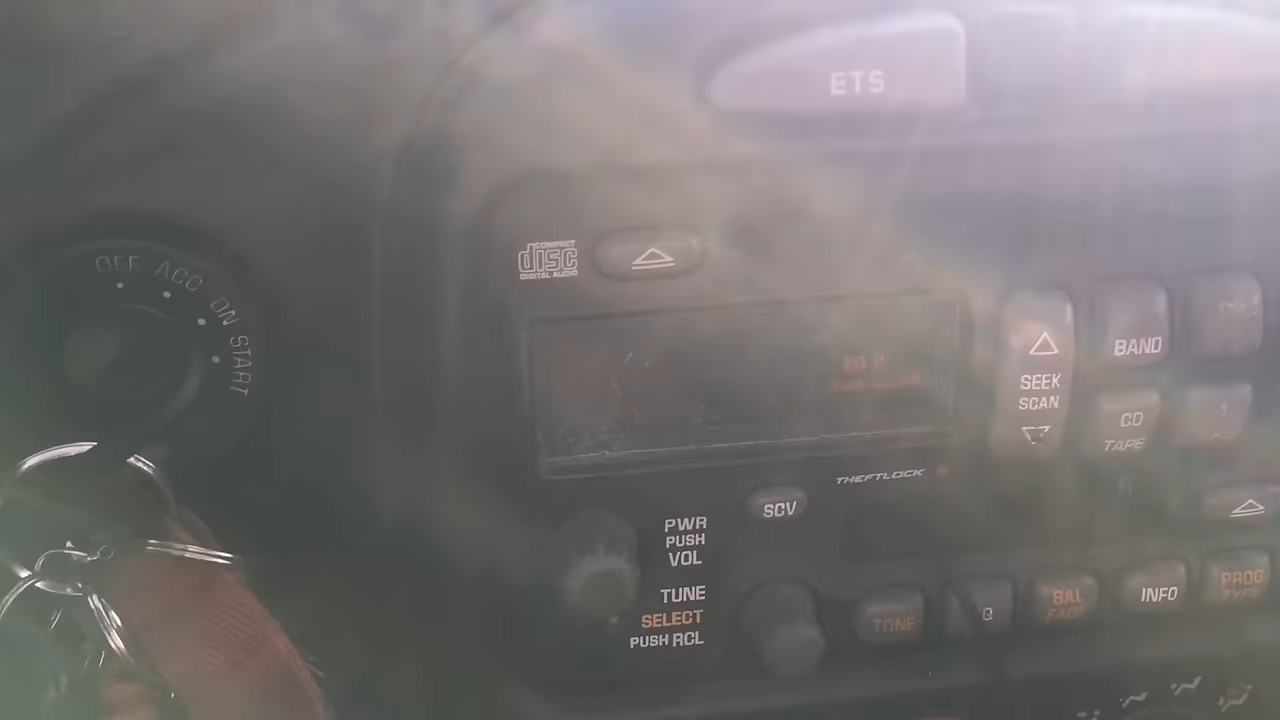 ETS
COMPACT
disc
DIGITAL AUDIO
OFF ACC ON START
BAND
SEEK
SCAN
CD
TAPE
THEFTLOCK
SCV
PWR
PUSH
VOL
TUNE
SELECT
PUSH RCL
TONE
BAL
FADE
INFO
PROG
TYPE